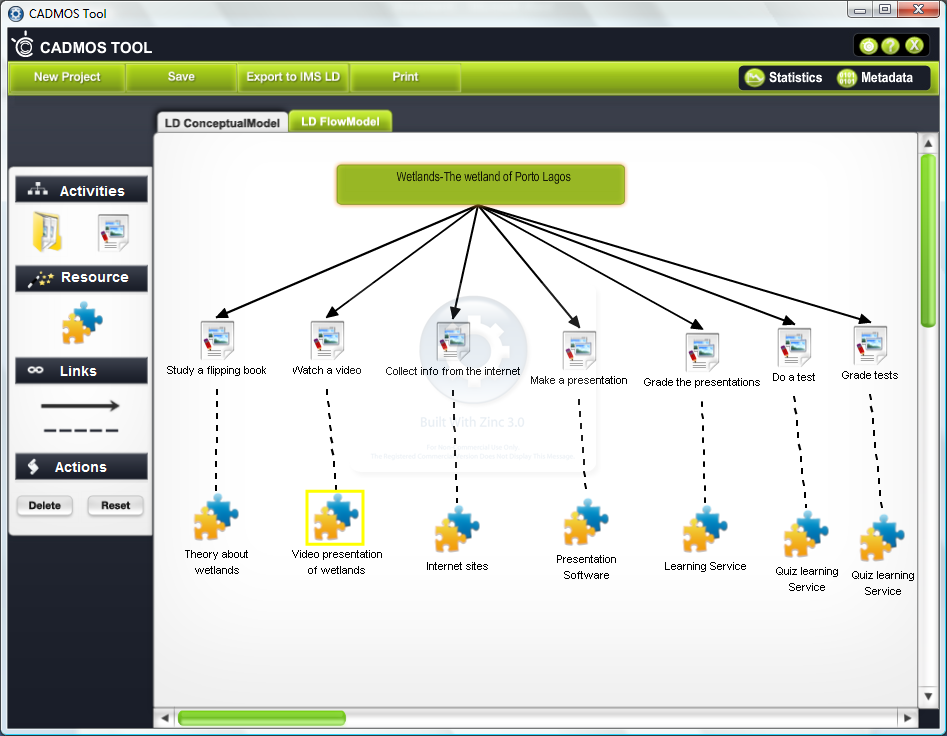 CADMOS Tool
CADMOS TOOL
New Project
Save
Export to IMS LD
Print
Statistics
Metadata
LD ConceptualModel
LD FlowModel
Activities
Resource
Links
Actions
Delete
Reset
Wetlands-The wetland of Porto Lagos
Study a flipping book
Watch a video
Collect info from the internet
Make a presentation
Grade the presentations
Do a test
Grade tests
Built With Zinc 3.0
Theory about
wetlands
Video presentation
of wetlands
Internet sites
Presentation
Software
Learning Service
Quiz learning
Service
Quiz learning
Service